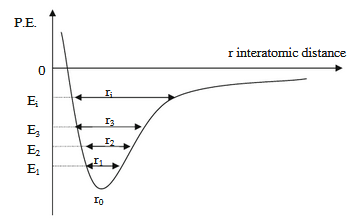 P.E.
r interatomic distance
0
Ei ri
E3 r3
E2 r2
E1 r1
r0